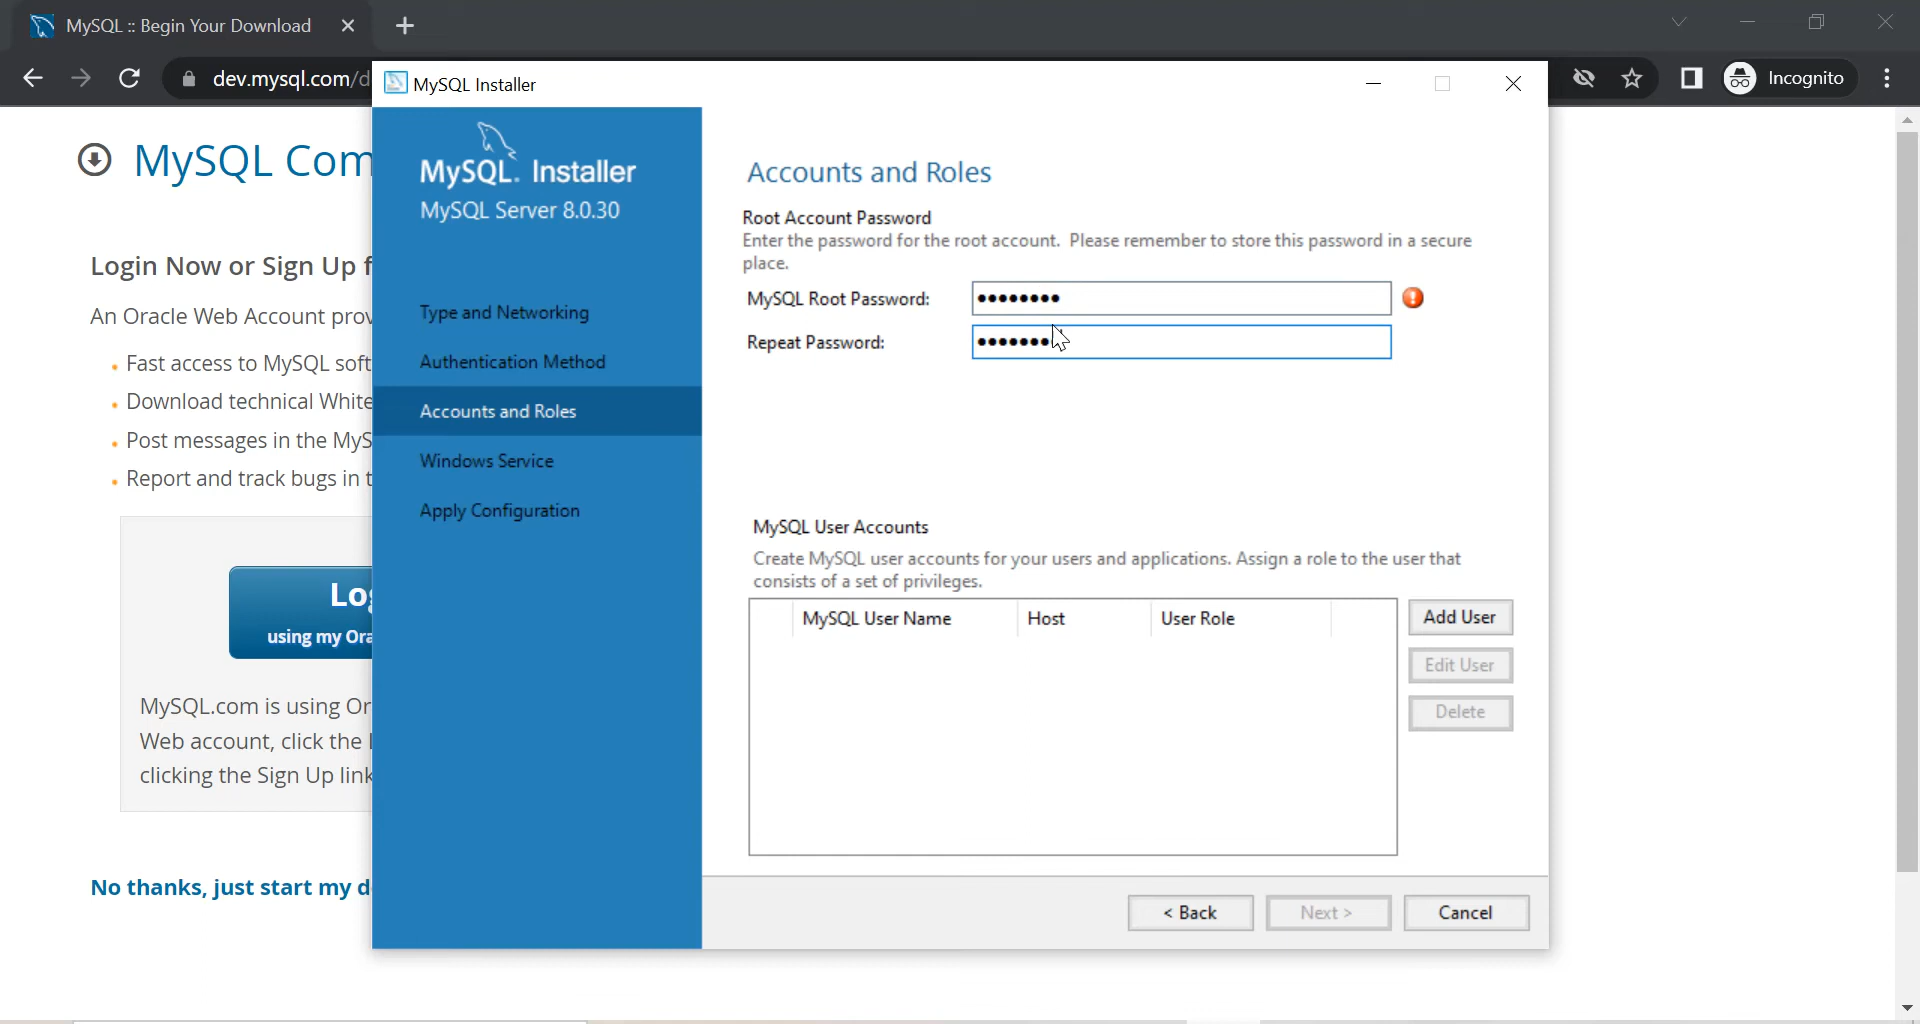 MySQL :: Begin Your Download
dev.mysql.com/d
Incognito
MySQL Installer
MySQL Com
Login Now or Sign Up f
An Oracle Web Account prov
Fast access to MySQL soft
Download technical White
Post messages in the MyS
Report and track bugs in t
Log
using my Ora
MySQL.com is using Or
Web account, click the l
clicking the Sign Up link
No thanks, just start my d
MySQL. Installer
MySQL Server 8.0.30
Type and Networking
Authentication Method
Accounts and Roles
Windows Service
Apply Configuration
Accounts and Roles
Root Account Password
Enter the password for the root account. Please remember to store this password in a secure
place.
MySQL Root Password: ••••••••
Repeat Password: •••••••
MySQL User Accounts
Create MySQL user accounts for your users and applications. Assign a role to the user that
consists of a set of privileges.
MySQL User Name Host User Role
Add User
Edit User
Delete
< Back Next > Cancel